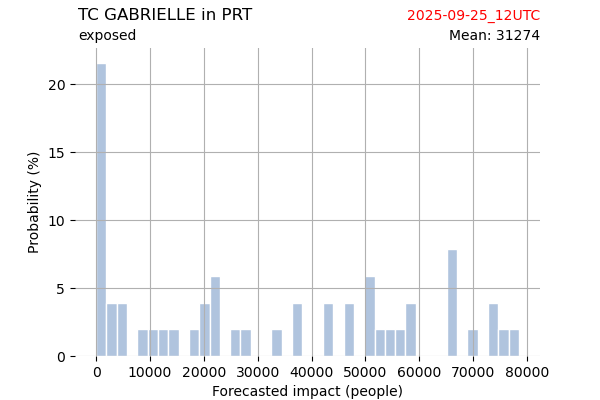 TC GABRIELLE in PRT
2025-09-25_12UTC
exposed
Mean: 31274
Probability (%)
20
15
10
5
0
0 10000 20000 30000 40000 50000 60000 70000 80000
Forecasted impact (people)